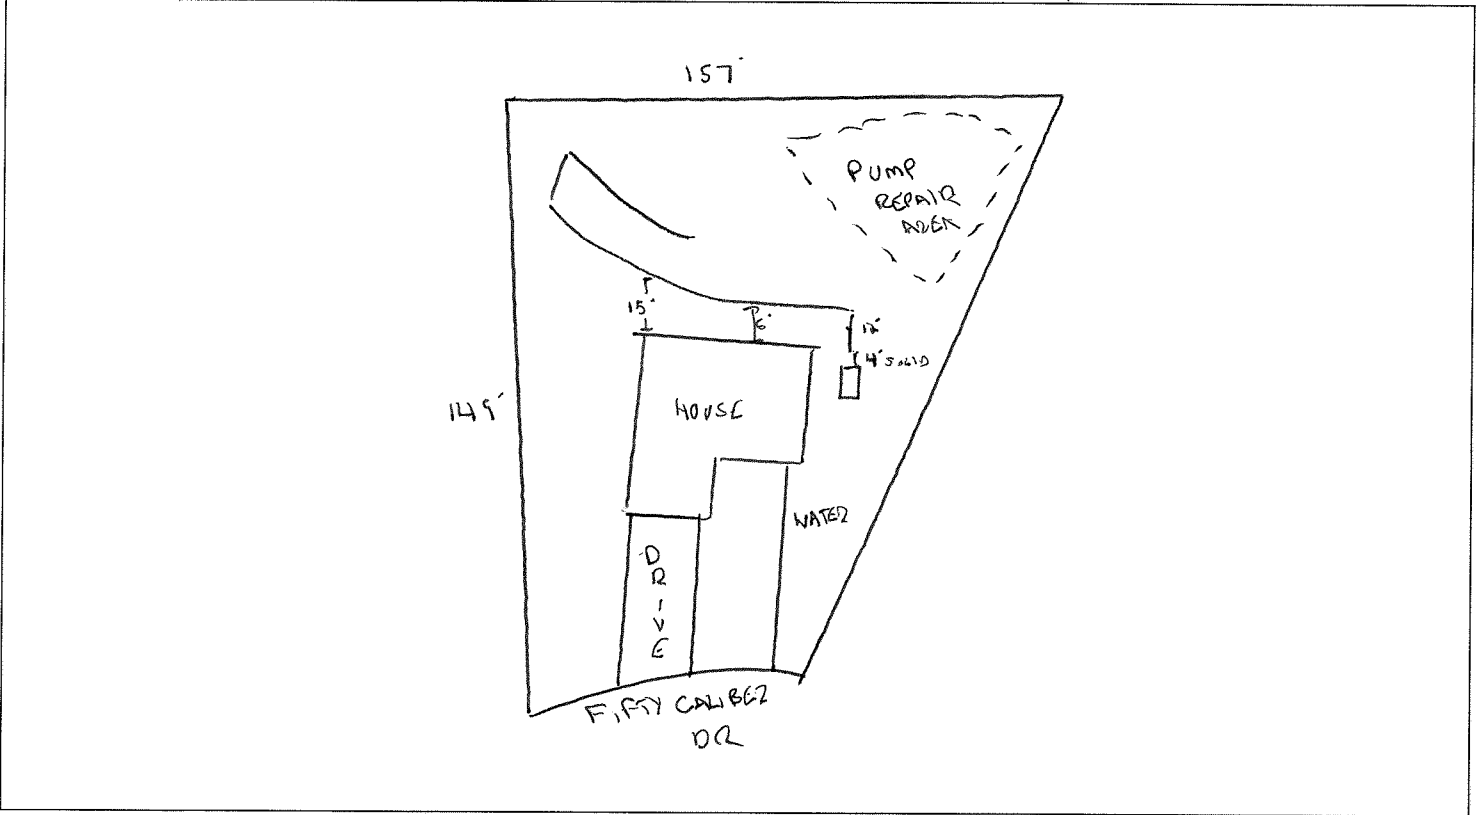 157'
PUMP
REPAIR
AREA
15'
6'
12'
4' SOLID
149'
HOUSE
WATER
DRIVE
FIFTY CALIBER
DR